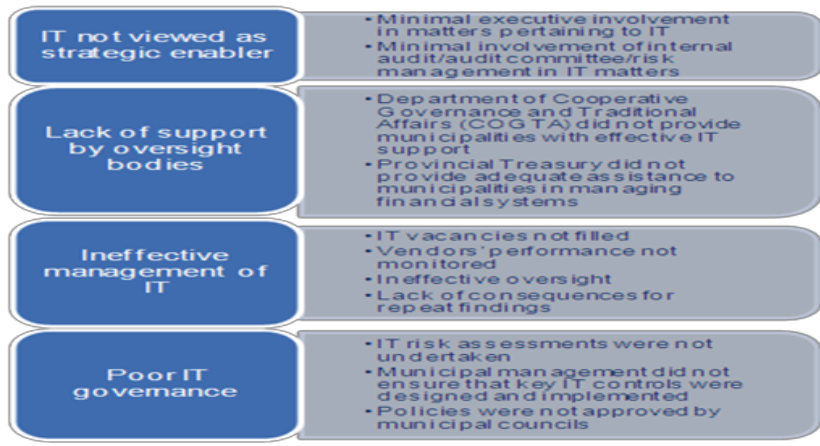 IT not viewed as
strategic enabler
• Minimal executive involvement
in matters pertaining to IT
• Minimal involvement of internal
audit/audit committee/risk
management in IT matters
Lack of support
by oversight
bodies
• Department of Cooperative
Governance and Traditional
Affairs (COGTA) did not provide
municipalities with effective IT
support
• Provincial Treasury did not
provide adequate assistance to
municipalities in managing
financial systems
Ineffective
management of
IT
• IT vacancies not filled
• Vendors' performance not
monitored
• Ineffective oversight
• Lack of consequences for
repeat findings
Poor IT
governance
• IT risk assessments were not
undertaken
• Municipal management did not
ensure that key IT controls were
designed and implemented
• Policies were not approved by
municipal councils